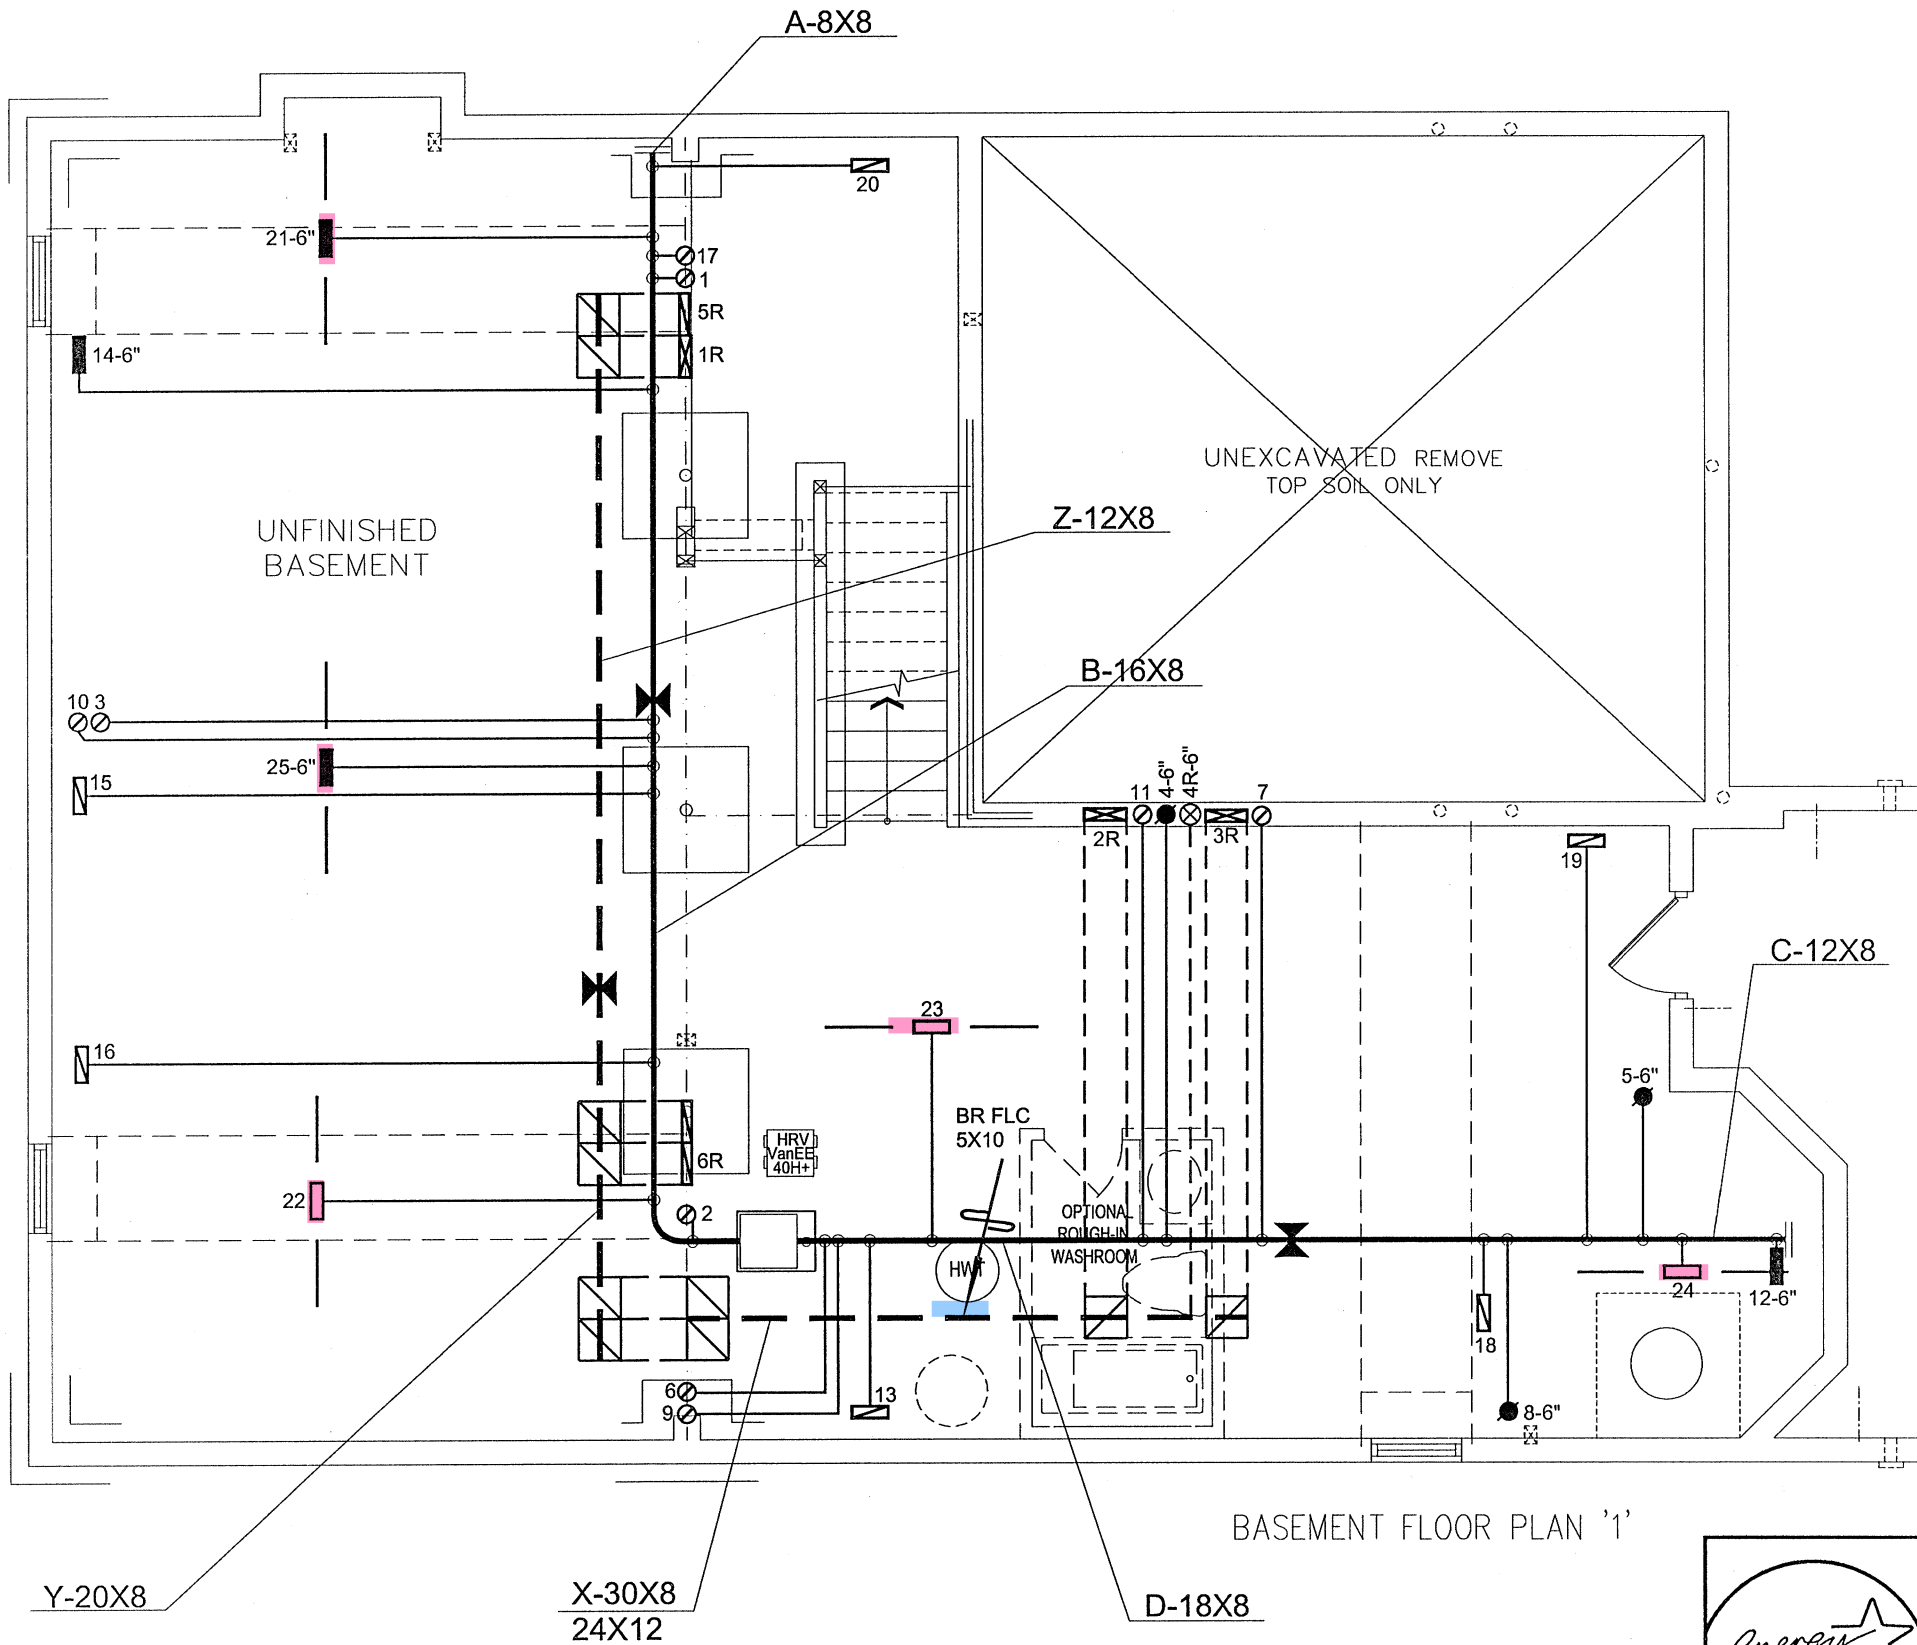 A-8X8
20
21-6"
17
1
5R
1R
14-6"
UNEXCAVATED REMOVE
TOP SOIL ONLY
UNFINISHED
BASEMENT
Z-12X8
B-16X8
10 3
25-6"
15
11
4-6"
4R-6"
7
2R
3R
19
C-12X8
23
16
5-6"
BR FLC
5X10
HRV
VanEE
40H+
6R
22
2
OPTIONAL
ROUGH-IN
WASHROOM
HWT
24
12-6"
18
6
9
13
8-6"
BASEMENT FLOOR PLAN '1'
Y-20X8
X-30X8
24X12
D-18X8
energy